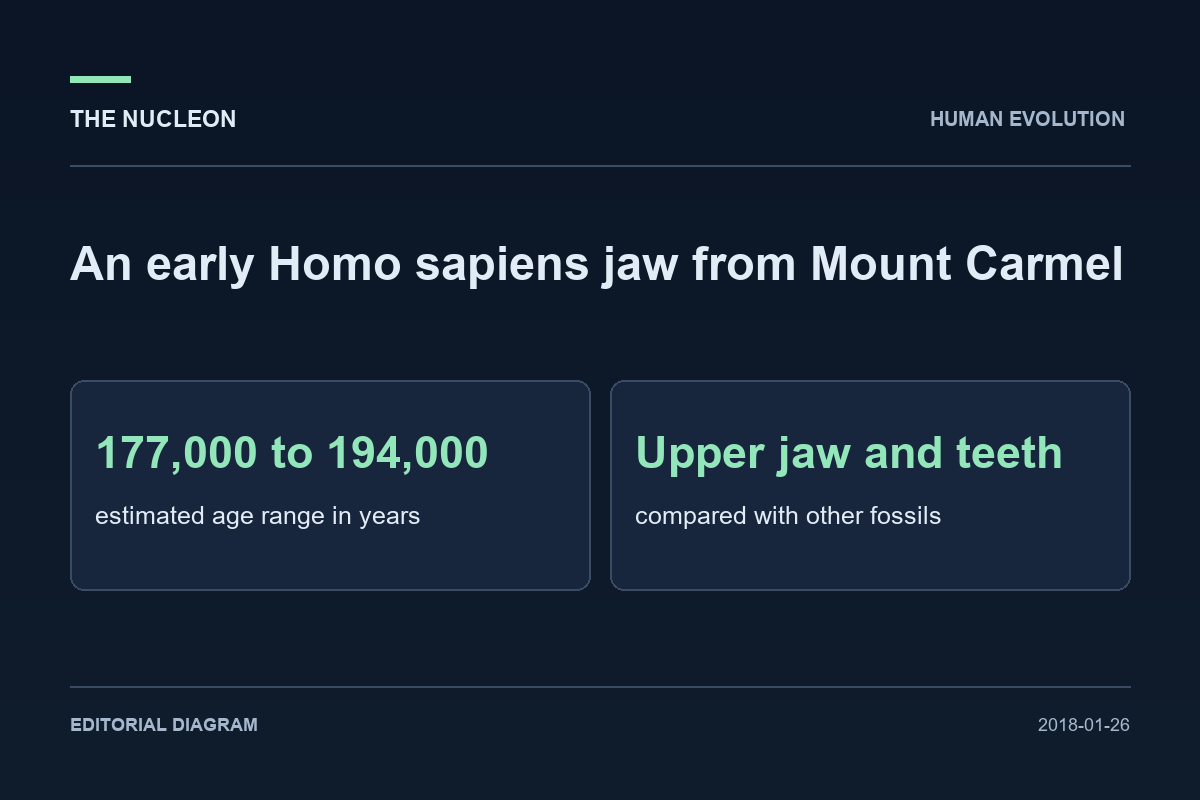 THE NUCLEON
HUMAN EVOLUTION
An early Homo sapiens jaw from Mount Carmel
177,000 to 194,000
estimated age range in years
Upper jaw and teeth
compared with other fossils
EDITORIAL DIAGRAM
2018-01-26